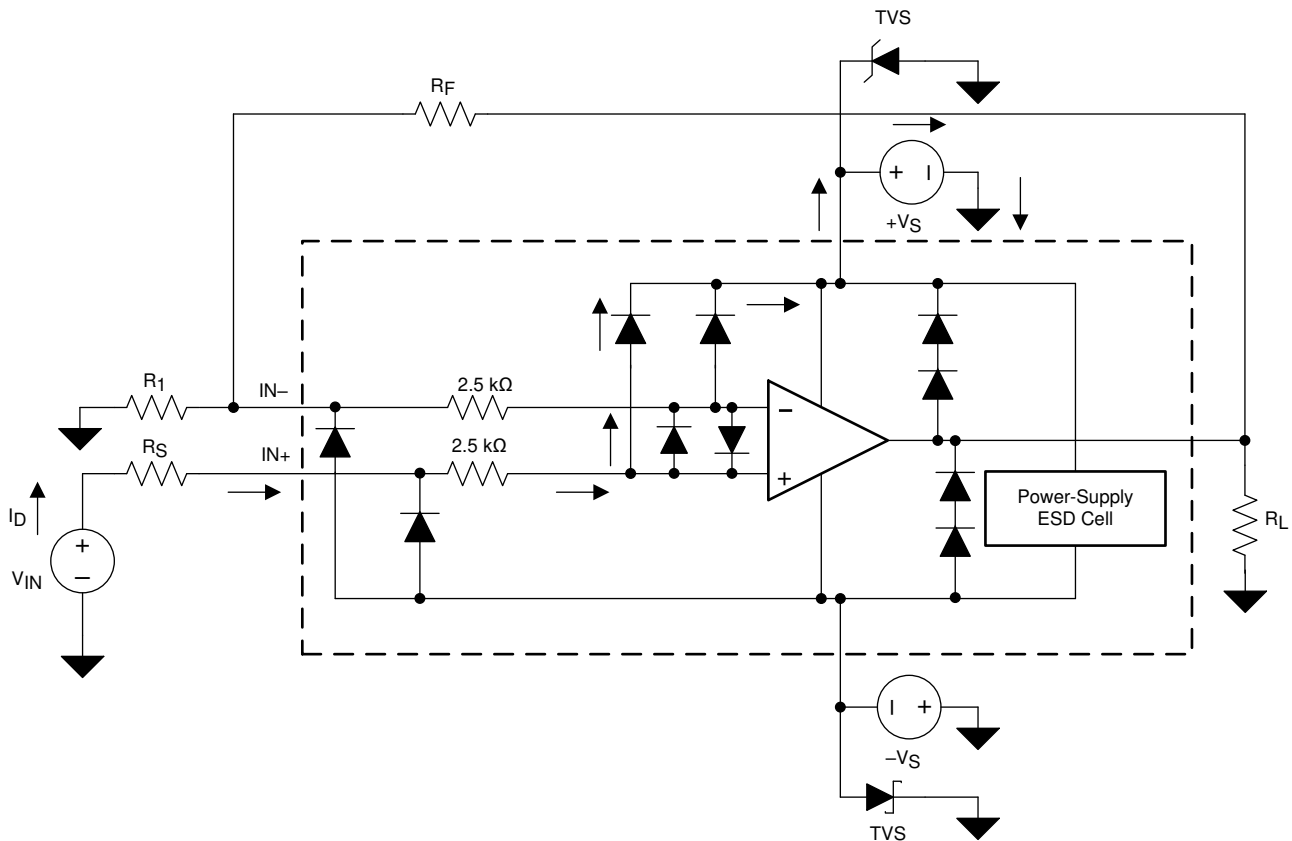 TVS
RF
+ –
+VS
R1
IN–
2.5 kΩ
–
RS
IN+
2.5 kΩ
+
Power-Supply
ESD Cell
RL
ID
+
VIN
–
– +
–VS
TVS